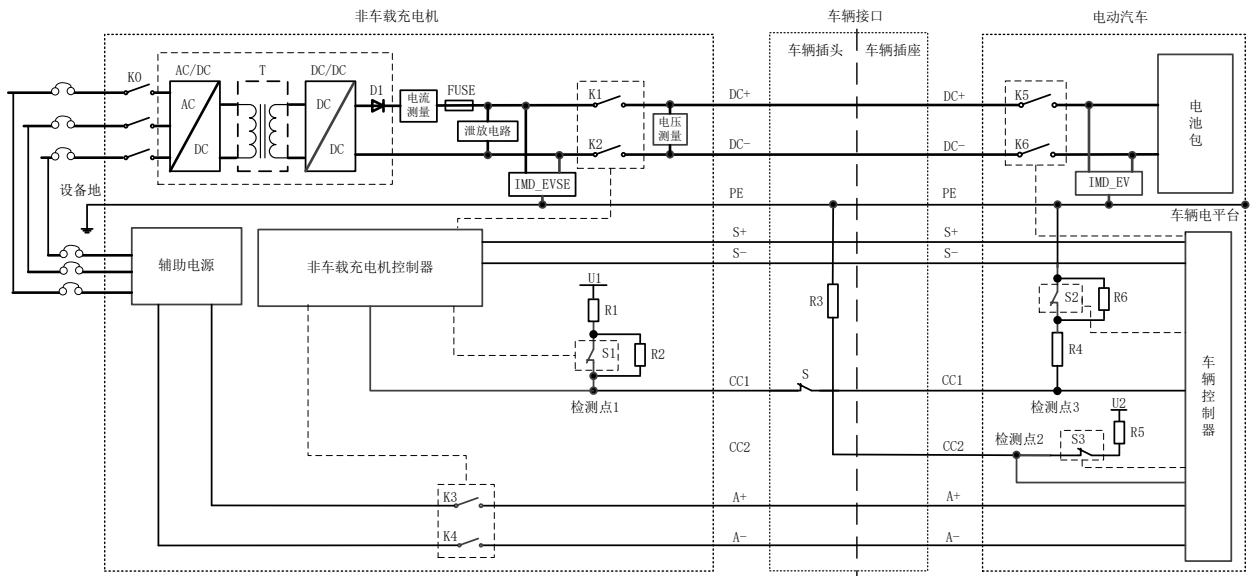 非车载充电机
车辆接口
电动汽车
车辆插头
车辆插座
K0
AC/DC
T
DC/DC
D1
电流
测量
FUSE
泄放电路
IMD_EVSE
K1
K2
AC
DC
DC
DC
DC+
电压
测量
DC-
DC+
DC-
K5
K6
IMD_EV
电
池
包
设备地
PE
PE
车辆电平台
辅助电源
非车载充电机控制器
S+
S-
S+
S-
U1
R1
S1
R2
R3
S2
R6
R4
CC1
S
CC1
检测点1
检测点3
U2
R5
检测点2
S3
CC2
CC2
车
辆
控
制
器
K3
K4
A+
A-
A+
A-